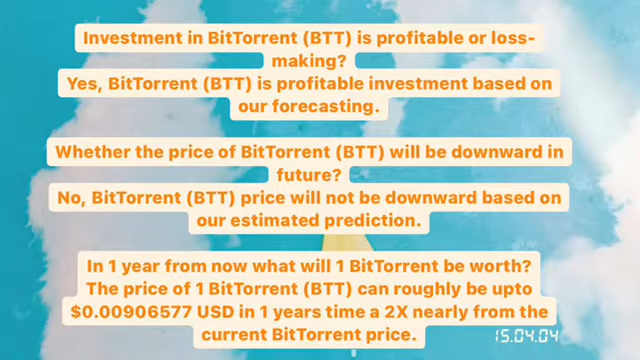 Investment in BitTorrent (BTT) is profitable or loss-
making?
Yes, BitTorrent (BTT) is profitable investment based on
our forecasting.
Whether the price of BitTorrent (BTT) will be downward in
future?
No, BitTorrent (BTT) price will not be downward based on
our estimated prediction.
In 1 year from now what will 1 BitTorrent be worth?
The price of 1 BitTorrent (BTT) can roughly be upto
$0.00906577 USD in 1 years time a 2X nearly from the
current BitTorrent price.
15.04.04